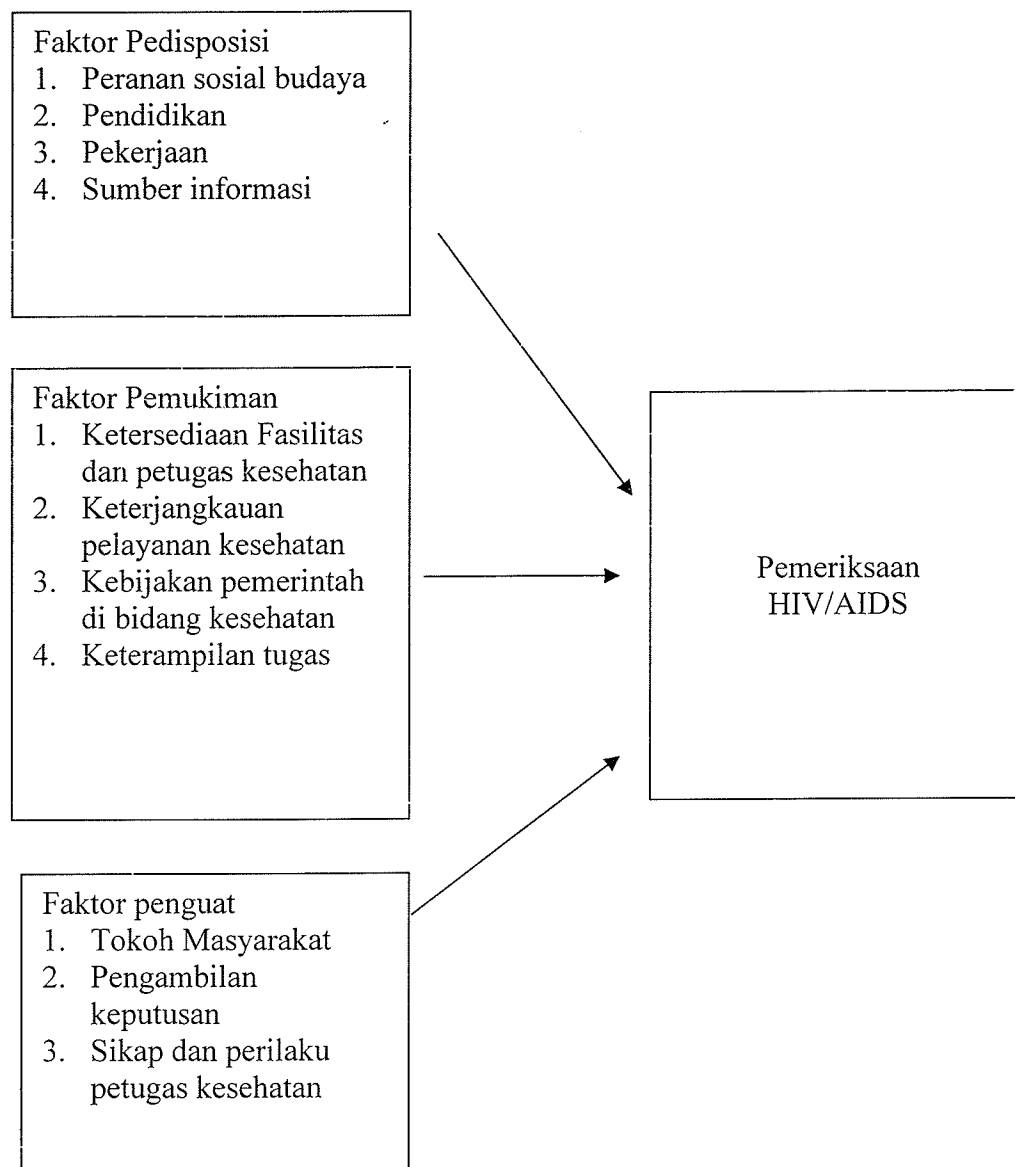 Faktor Pedisposisi
1. Peranan sosial budaya
2. Pendidikan
3. Pekerjaan
4. Sumber informasi
Faktor Pemukiman
1. Ketersediaan Fasilitas
dan petugas kesehatan
2. Keterjangkauan
pelayanan kesehatan
3. Kebijakan pemerintah
di bidang kesehatan
4. Keterampilan tugas
Pemeriksaan
HIV/AIDS
Faktor penguat
1. Tokoh Masyarakat
2. Pengambilan
keputusan
3. Sikap dan perilaku
petugas kesehatan